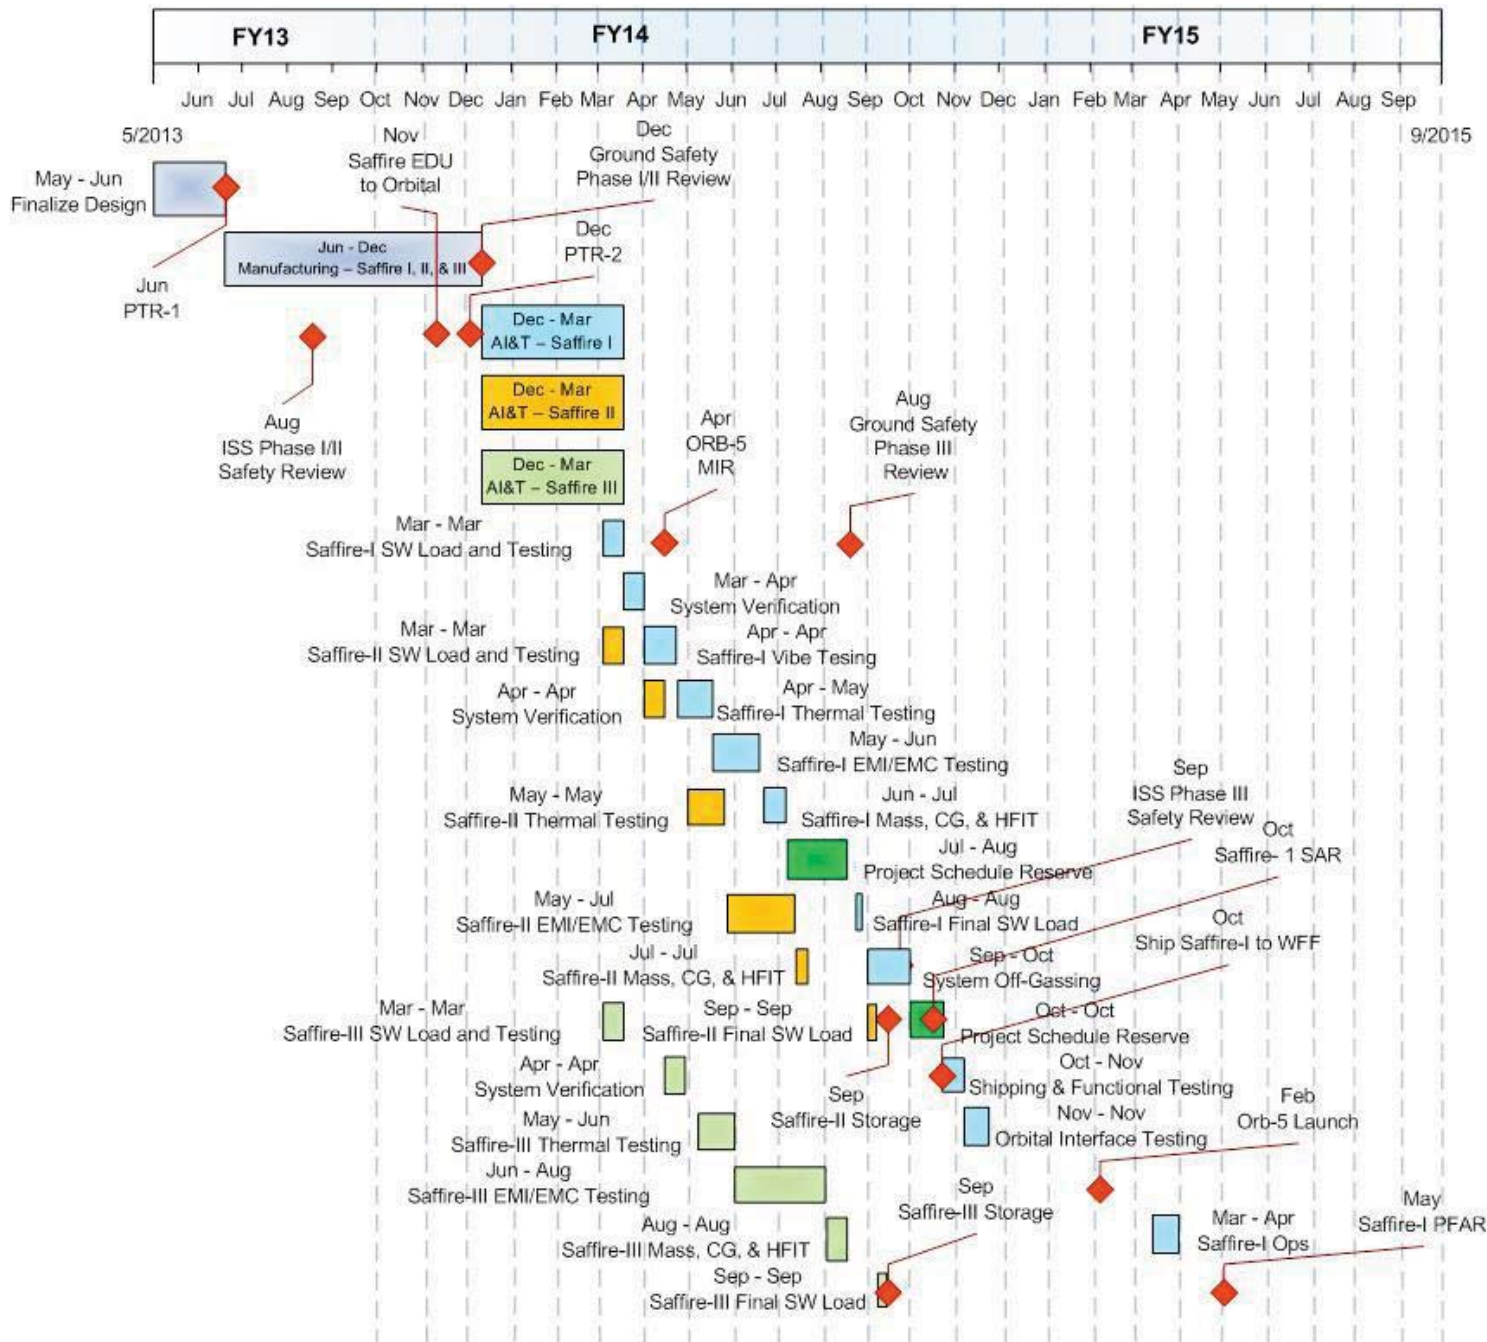 FY13 FY14 FY15
Jun Jul Aug Sep Oct Nov Dec Jan Feb Mar Apr May Jun Jul Aug Sep Oct Nov Dec Jan Feb Mar Apr May Jun Jul Aug Sep
5/2013
9/2015
May - Jun
Finalize Design
Nov
Saffire EDU
to Orbital
Dec
Ground Safety
Phase I/II Review
Jun - Dec
Manufacturing – Saffire I, II, & III
Dec
PTR-2
Jun
PTR-1
Dec - Mar
AI&T – Saffire I
Dec - Mar
AI&T – Saffire II
Aug
ISS Phase I/II
Safety Review
Dec - Mar
AI&T – Saffire III
Apr
ORB-5
MIR
Aug
Ground Safety
Phase III
Review
Mar - Mar
Saffire-I SW Load and Testing
Mar - Apr
System Verification
Mar - Mar
Saffire-II SW Load and Testing
Apr - Apr
Saffire-I Vibe Tesing
Apr - Apr
System Verification
Apr - May
Saffire-I Thermal Testing
May - Jun
Saffire-I EMI/EMC Testing
May - May
Saffire-II Thermal Testing
Jun - Jul
Saffire-I Mass, CG, & HFIT
Sep
ISS Phase III
Safety Review
Jul - Aug
Project Schedule Reserve
Oct
Saffire- 1 SAR
May - Jul
Saffire-II EMI/EMC Testing
Aug - Aug
Saffire-I Final SW Load
Oct
Ship Saffire-I to WFF
Jul - Jul
Saffire-II Mass, CG, & HFIT
Sep - Oct
System Off-Gassing
Mar - Mar
Saffire-III SW Load and Testing
Sep - Sep
Saffire-II Final SW Load
Oct - Oct
Project Schedule Reserve
Apr - Apr
System Verification
Sep
Saffire-II Storage
Oct - Nov
Shipping & Functional Testing
May - Jun
Saffire-III Thermal Testing
Nov - Nov
Orbital Interface Testing
Feb
Orb-5 Launch
Jun - Aug
Saffire-III EMI/EMC Testing
Sep
Saffire-III Storage
Aug - Aug
Saffire-III Mass, CG, & HFIT
Mar - Apr
Saffire-I Ops
May
Saffire-I PFAR
Sep - Sep
Saffire-III Final SW Load